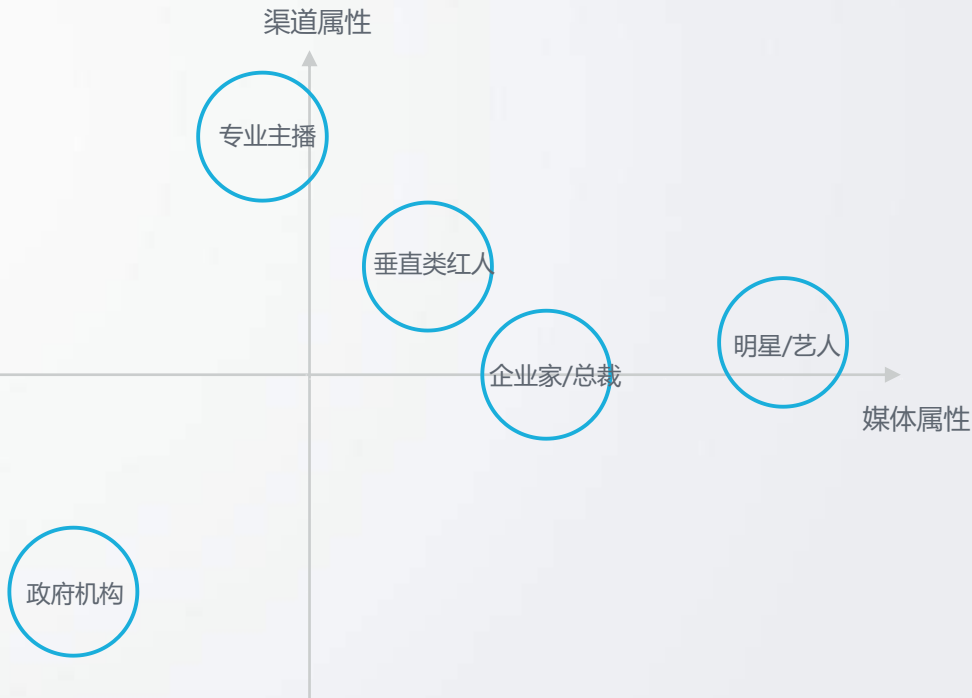 渠道属性
专业主播
垂直类红人
明星/艺人
企业家/总裁
媒体属性
政府机构